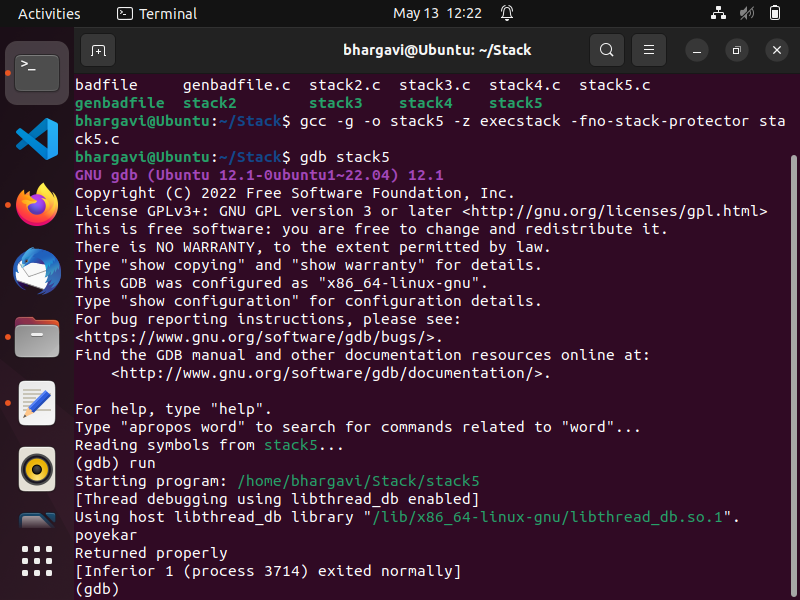 Activities
Terminal
May 13 12:22
bhargavi@Ubuntu: ~/Stack
>_
badfile     genbadfile.c  stack2.c  stack3.c  stack4.c  stack5.c
genbadfile  stack2        stack3    stack4    stack5
bhargavi@Ubuntu:~/Stack$ gcc -g -o stack5 -z execstack -fno-stack-protector sta
ck5.c
bhargavi@Ubuntu:~/Stack$ gdb stack5
GNU gdb (Ubuntu 12.1-0ubuntu1~22.04) 12.1
Copyright (C) 2022 Free Software Foundation, Inc.
License GPLv3+: GNU GPL version 3 or later <http://gnu.org/licenses/gpl.html>
This is free software: you are free to change and redistribute it.
There is NO WARRANTY, to the extent permitted by law.
Type "show copying" and "show warranty" for details.
This GDB was configured as "x86_64-linux-gnu".
Type "show configuration" for configuration details.
For bug reporting instructions, please see:
<https://www.gnu.org/software/gdb/bugs/>.
Find the GDB manual and other documentation resources online at:
    <http://www.gnu.org/software/gdb/documentation/>.
For help, type "help".
Type "apropos word" to search for commands related to "word"...
Reading symbols from stack5...
(gdb) run
Starting program: /home/bhargavi/Stack/stack5
[Thread debugging using libthread_db enabled]
Using host libthread_db library "/lib/x86_64-linux-gnu/libthread_db.so.1".
poyekar
Returned properly
[Inferior 1 (process 3714) exited normally]
(gdb)